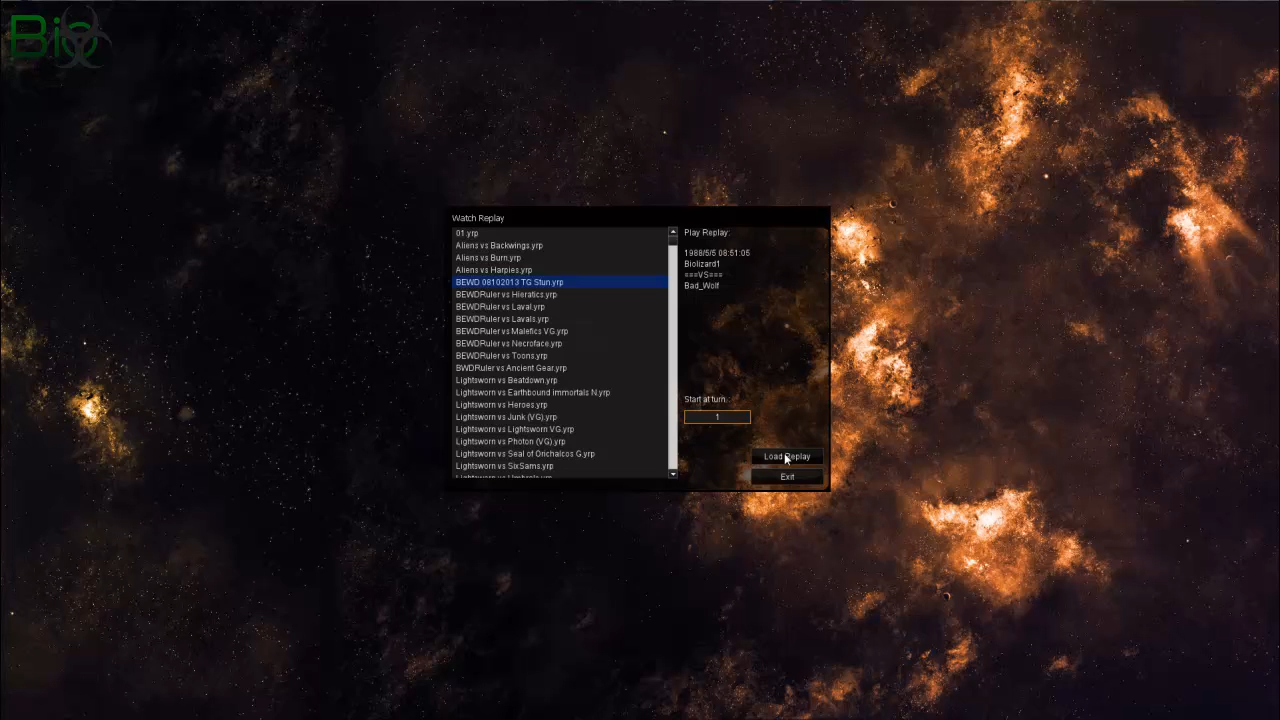 Bio
Watch Replay
01.yrp
Aliens vs Backwings.yrp
Aliens vs Burn.yrp
Aliens vs Harpies.yrp
BEWD 08102013 TG Stun.yrp
BEWDRuler vs Hieratics.yrp
BEWDRuler vs Laval.yrp
BEWDRuler vs Lavals.yrp
BEWDRuler vs Malefics VG.yrp
BEWDRuler vs Necroface.yrp
BEWDRuler vs Toons.yrp
BWDRuler vs Ancient Gear.yrp
Lightsworn vs Beatdown.yrp
Lightsworn vs Earthbound immortals N.yrp
Lightsworn vs Heroes.yrp
Lightsworn vs Junk (VG).yrp
Lightsworn vs Lightsworn VG.yrp
Lightsworn vs Photon (VG).yrp
Lightsworn vs Seal of Orichalcos G.yrp
Lightsworn vs SixSams.yrp
Play Replay:
1988/5/5 08:51:05
Biolizard1
===VS===
Bad_Wolf
Start at turn:
1
Load Replay
Exit